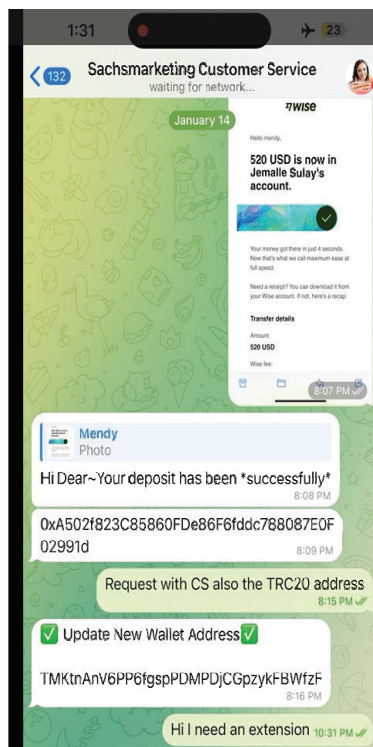 1:31
23
132
Sachsmarketing Customer Service
waiting for network...
January 14
WISE
Hello mendy,
520 USD is now in
Jemalle Sulay's
account.
Your money got there in just 4 seconds.
Now that's what we call maximum ease at
full speed.
Need a receipt? You can download it from
your Wise account. If not, here's a recap:
Transfer details
Amount:
520 USD
Wise fee:
8:07 PM
Mendy
Photo
Hi Dear~Your deposit has been *successfully*
8:08 PM
0xA502f823C85860FDe86F6fddc788087E0F
02991d
8:09 PM
Request with CS also the TRC20 address
8:15 PM
Update New Wallet Address
TMKtnAnV6PP6fgspPDMPDjCGpzykFBWfzF
8:16 PM
Hi I need an extension 10:31 PM